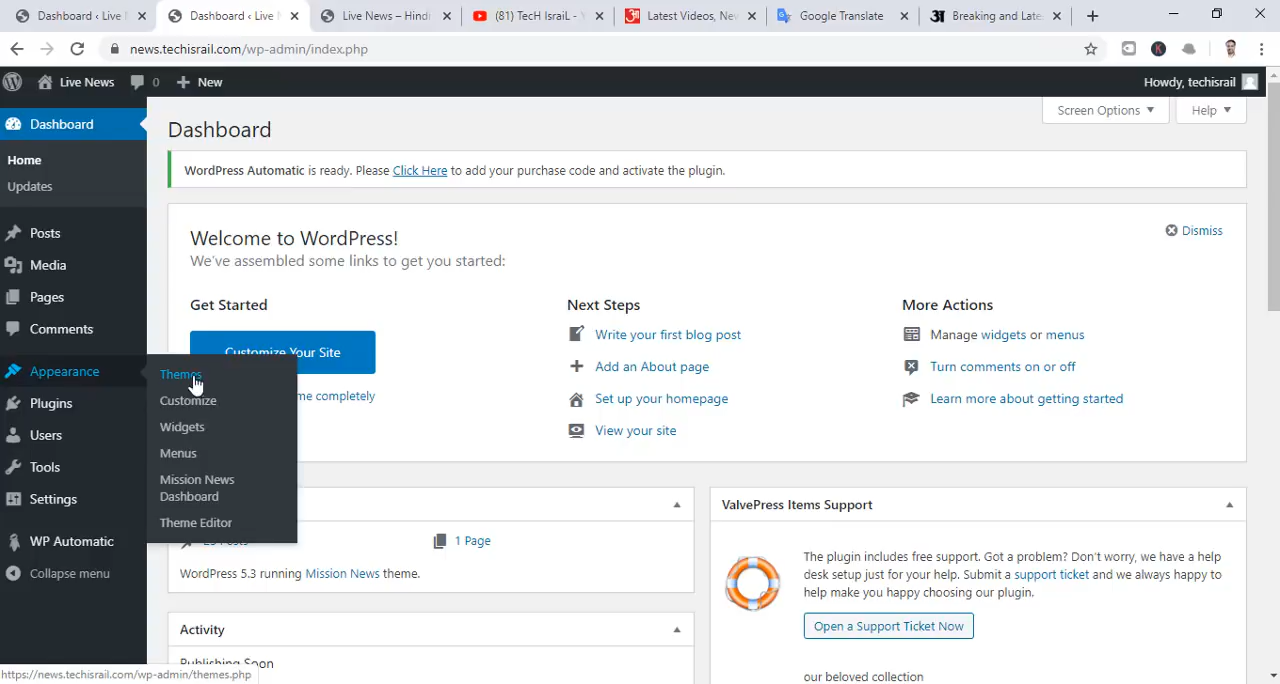 Dashboard ‹ Live
Dashboard ‹ Live
Live News – Hindi
(81) TecH IsraiL -
Latest Videos, Ne
Google Translate
Breaking and Late
news.techisrail.com/wp-admin/index.php
Live News
0
New
Howdy, techisrail
Dashboard
Home
Updates
Posts
Media
Pages
Comments
Appearance
Plugins
Users
Tools
Settings
WP Automatic
Collapse menu
Themes
Customize
Widgets
Menus
Mission News
Dashboard
Theme Editor
Screen Options
Help
Dashboard
WordPress Automatic is ready. Please Click Here to add your purchase code and activate the plugin.
Welcome to WordPress!
We've assembled some links to get you started:
Dismiss
Get Started
Customize Your Site
me completely
Next Steps
Write your first blog post
Add an About page
Set up your homepage
View your site
More Actions
Manage widgets or menus
Turn comments on or off
Learn more about getting started
1 Page
WordPress 5.3 running Mission News theme.
Activity
Publishing Soon
ValvePress Items Support
The plugin includes free support. Got a problem? Don't worry, we have a help
desk setup just for your help. Submit a support ticket and we always happy to
help make you happy choosing our plugin.
Open a Support Ticket Now
our beloved collection
https://news.techisrail.com/wp-admin/themes.php